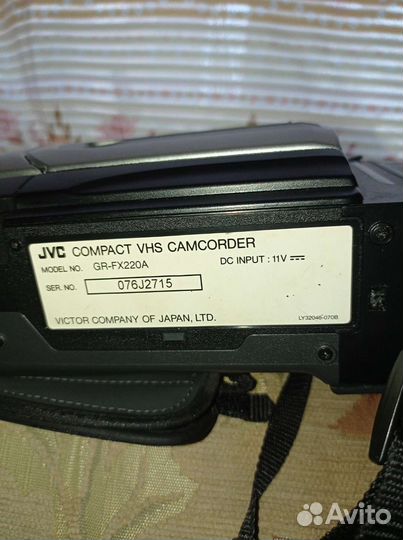 JVC COMPACT VHS CAMCORDER
MODEL NO. GR-FX220A DC INPUT : 11V
SER. NO. 076J2715
VICTOR COMPANY OF JAPAN, LTD. LY32046-070B
Avito